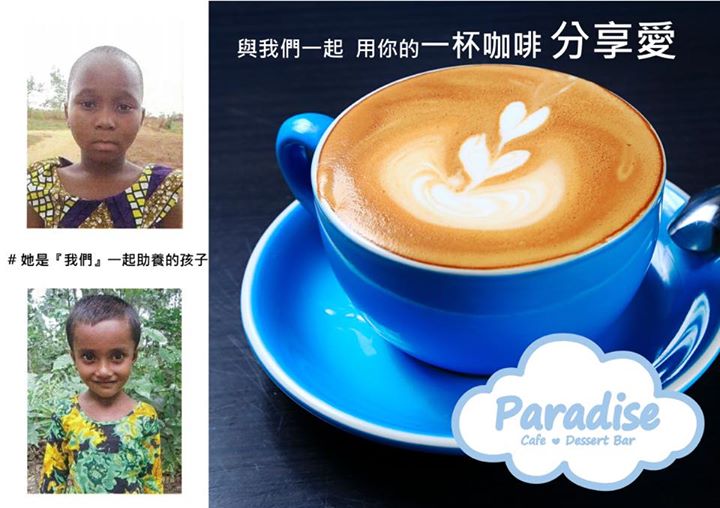 與我們一起 用你的一杯咖啡 分享愛
# 她是『我們』一起助養的孩子
Paradise
Cafe ♥ Dessert Bar